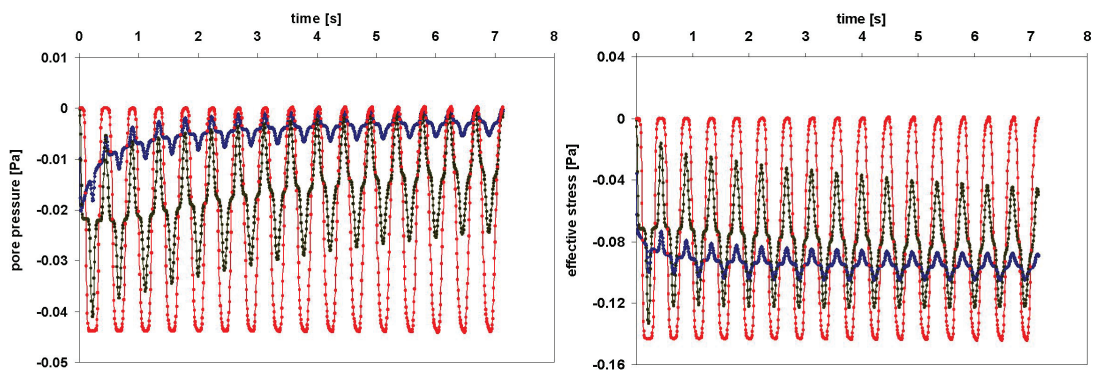 time [s]
0 1 2 3 4 5 6 7 8
0.01
0
-0.01
-0.02
-0.03
-0.04
-0.05
pore pressure [Pa]
time [s]
0 1 2 3 4 5 6 7 8
0.04
0
-0.04
-0.08
-0.12
-0.16
effective stress [Pa]